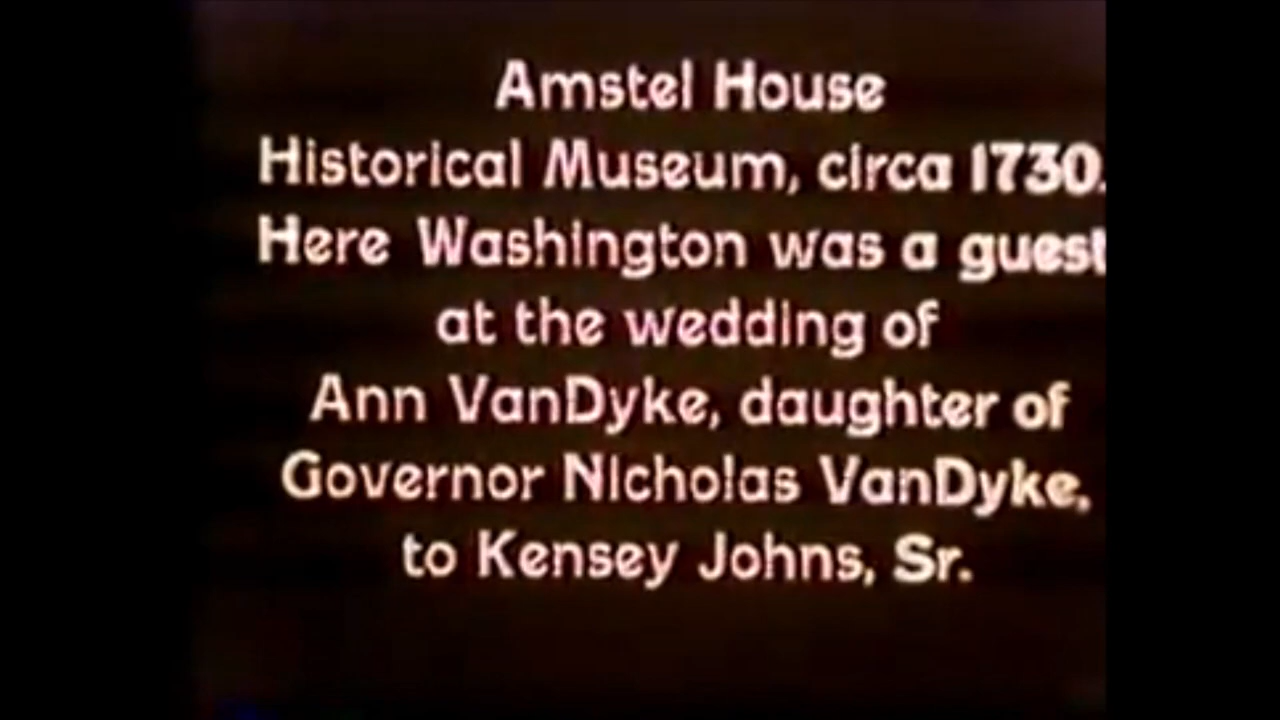 Amstel House
Historical Museum, circa 1730.
Here Washington was a guest
at the wedding of
Ann VanDyke, daughter of
Governor Nicholas VanDyke,
to Kensey Johns, Sr.